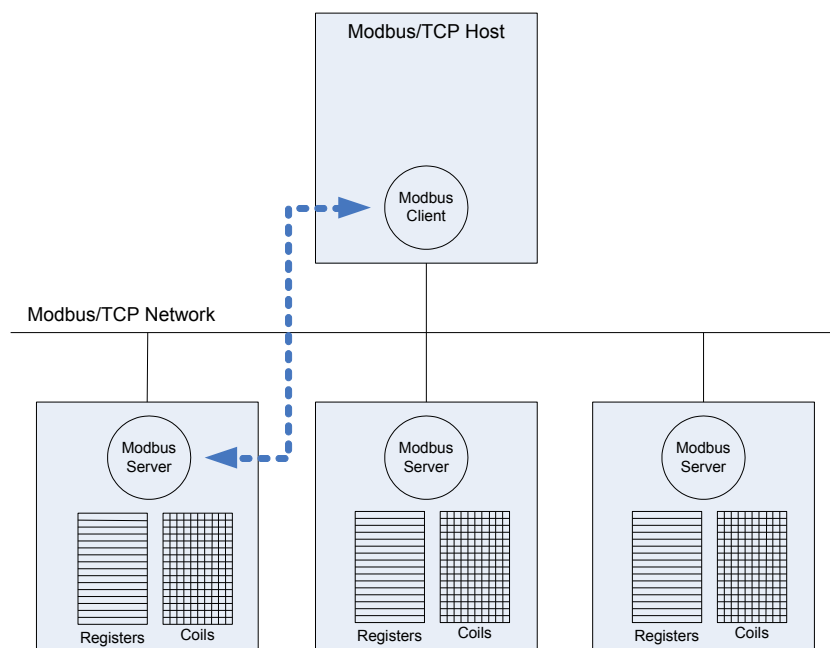 Modbus/TCP Host
Modbus
Client
Modbus/TCP Network
Modbus
Server
Modbus
Server
Modbus
Server
Registers
Coils
Registers
Coils
Registers
Coils